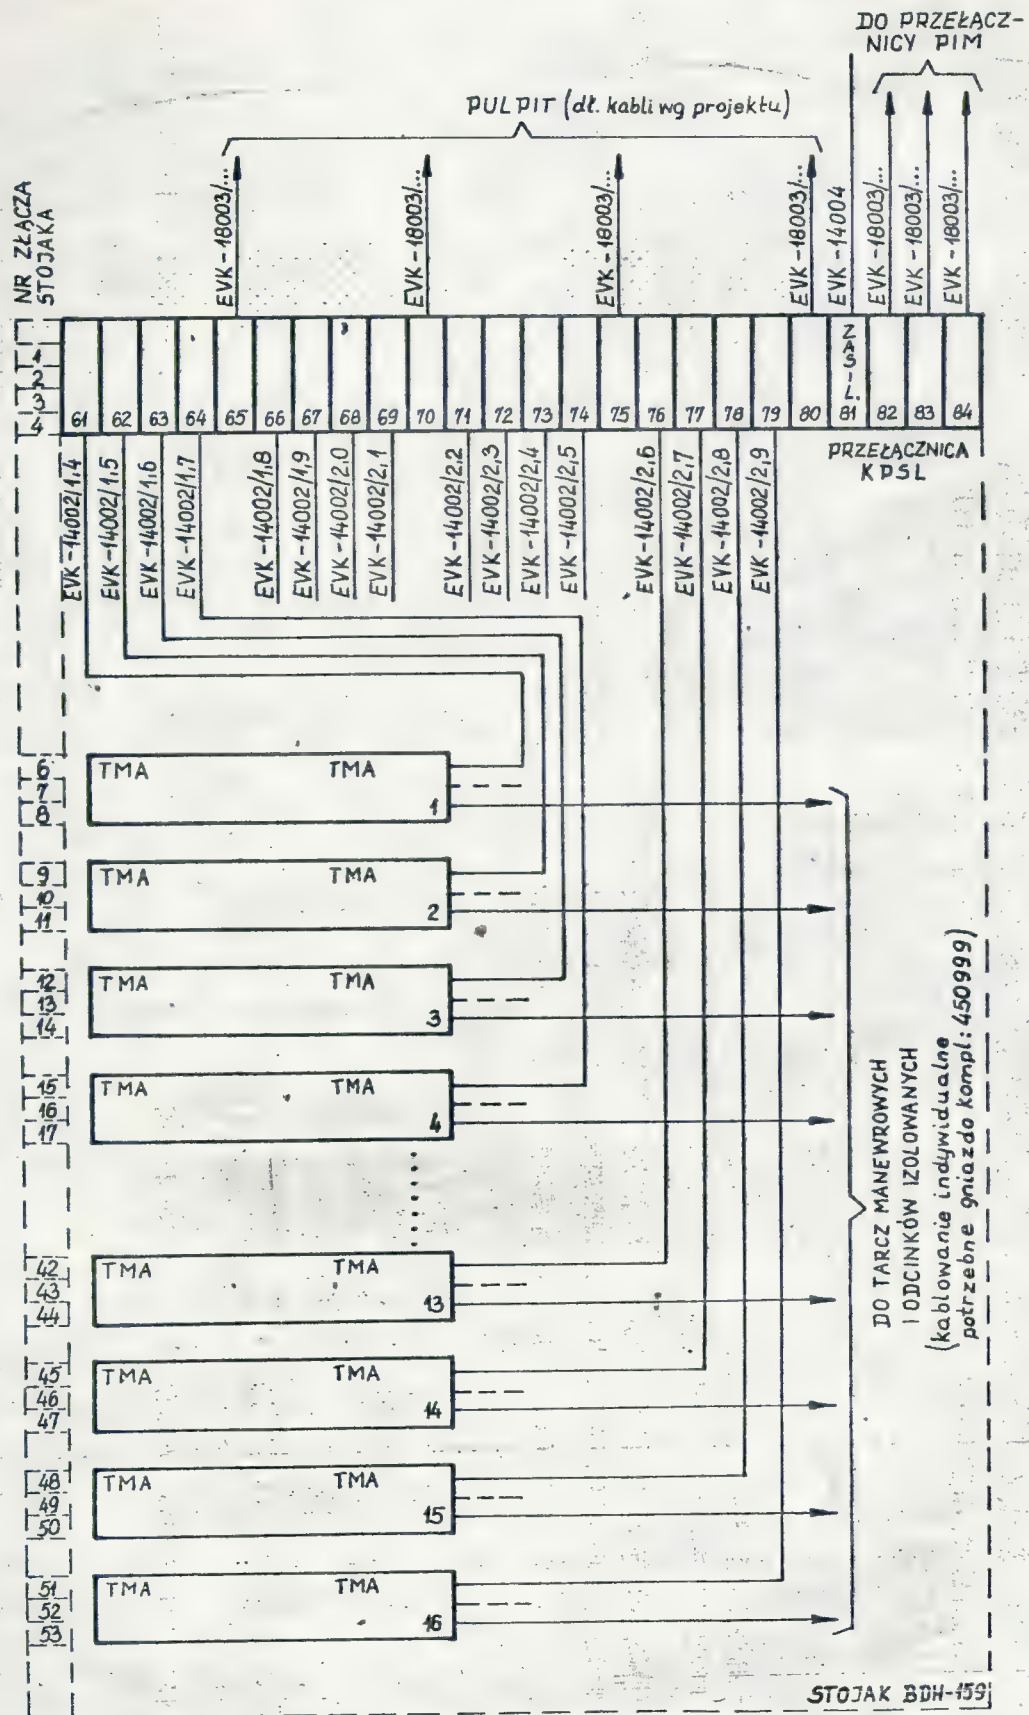 DO PRZEŁĄCZ-
NICY PIM
PULPIT (dł. kabli wg projektu)
NR ZŁĄCZA
STOJAKA
EVK-18003/...
EVK-18003/...
EVK-18003/...
EVK-18003/...
EVK-14004
EVK-18003/...
EVK-18003/...
EVK-18003/...
1
2
3
4
61
62
63
64
65
66
67
68
69
70
71
72
73
74
75
76
77
78
79
80
ZASIL.
81
82
83
84
PRZEŁĄCZNICA
KPSL
EVK-14002/1,4
EVK-14002/1,5
EVK-14002/1,6
EVK-14002/1,7
EVK-14002/1,8
EVK-14002/1,9
EVK-14002/2,0
EVK-14002/2,1
EVK-14002/2,2
EVK-14002/2,3
EVK-14002/2,4
EVK-14002/2,5
EVK-14002/2,6
EVK-14002/2,7
EVK-14002/2,8
EVK-14002/2,9
6
7
8
TMA TMA
1
9
10
11
TMA TMA
2
12
13
14
TMA TMA
3
15
16
17
TMA TMA
4
42
43
44
TMA TMA
13
45
46
47
TMA TMA
14
48
49
50
TMA TMA
15
51
52
53
TMA TMA
16
DO TARCZ MANEWROWYCH
I ODCINKÓW IZOLOWANYCH
(kablowanie indywidualne
potrzebne gniazdo kompl.: 450999)
STOJAK BDH-159